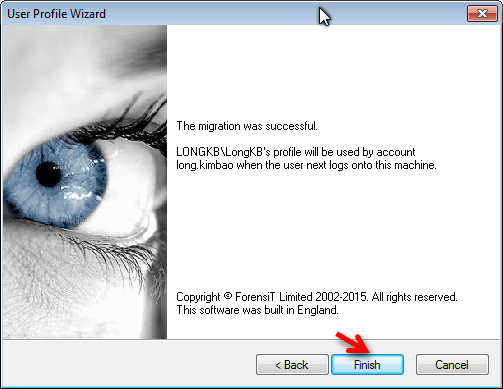 User Profile Wizard
The migration was successful.
LONGKB\LongKB's profile will be used by account
long.kimbao when the user next logs onto this machine.
Copyright © ForensiT Limited 2002-2015. All rights reserved.
This software was built in England.
< Back
Finish
Cancel